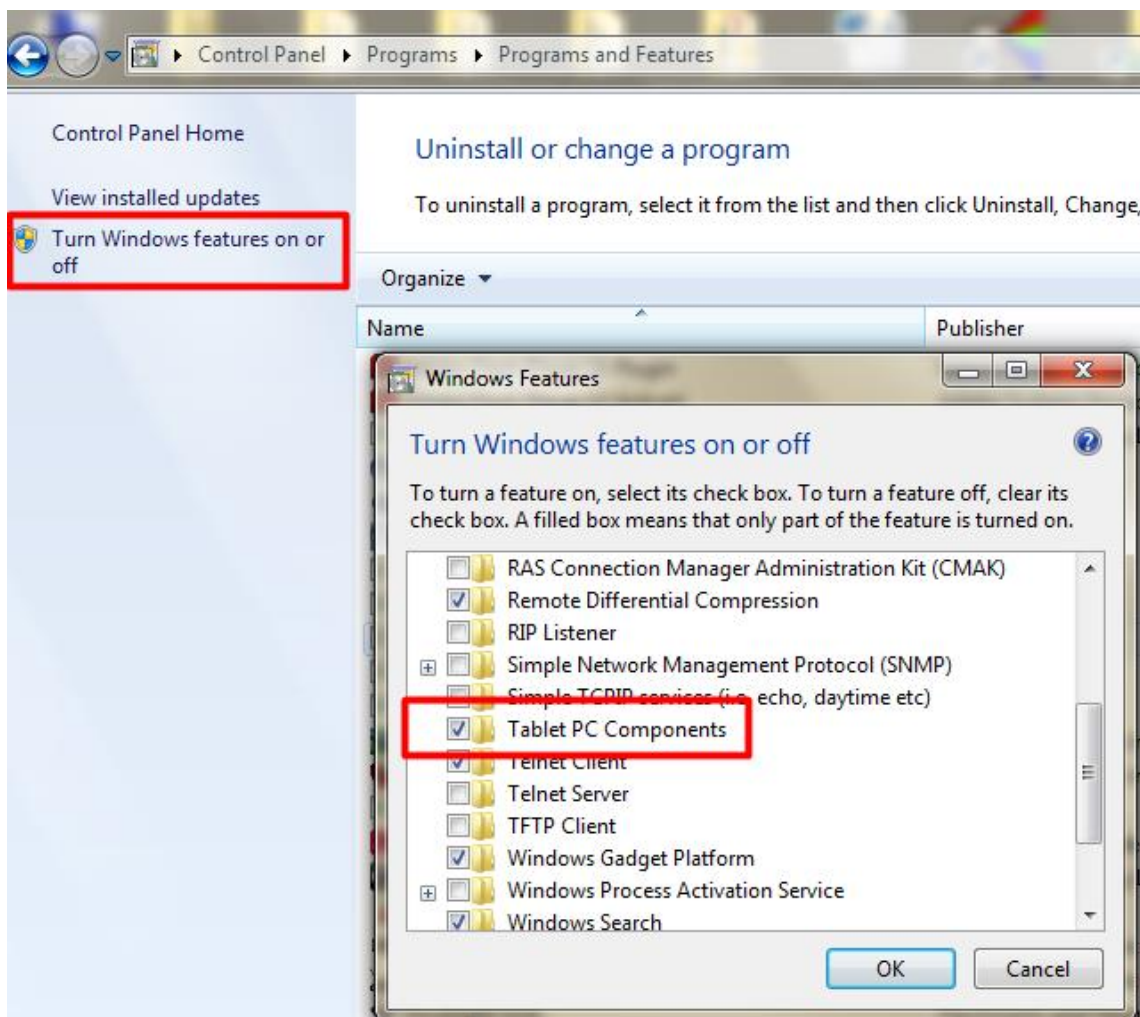 Control Panel Programs Programs and Features
Control Panel Home
View installed updates
Turn Windows features on or
off
Uninstall or change a program
To uninstall a program, select it from the list and then click Uninstall, Change,
Organize
Name Publisher
Windows Features
Turn Windows features on or off
To turn a feature on, select its check box. To turn a feature off, clear its
check box. A filled box means that only part of the feature is turned on.
RAS Connection Manager Administration Kit (CMAK)
Remote Differential Compression
RIP Listener
Simple Network Management Protocol (SNMP)
Simple TCPIP services (i.e. echo, daytime etc)
Tablet PC Components
Telnet Client
Telnet Server
TFTP Client
Windows Gadget Platform
Windows Process Activation Service
Windows Search
OK Cancel